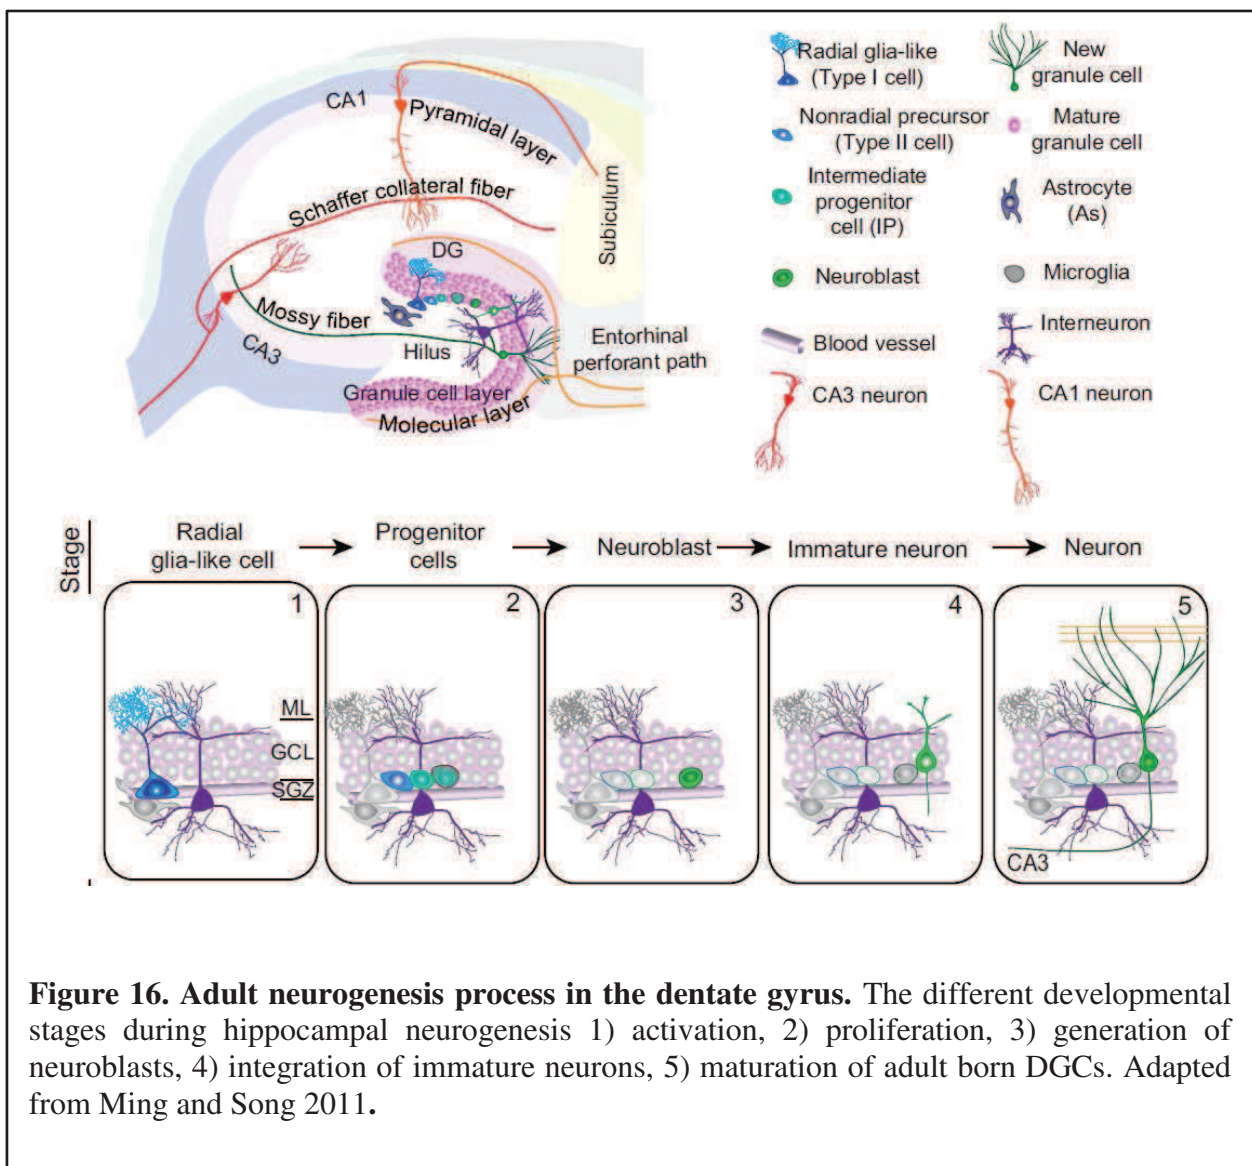 CA1
Pyramidal layer
Schaffer collateral fiber
Subiculum
DG
Mossy fiber
CA3
Hilus
Entorhinal
perforant path
Granule cell layer
Molecular layer
Radial glia-like
(Type I cell)
New
granule cell
Nonradial precursor
(Type II cell)
Mature
granule cell
Intermediate
progenitor
cell (IP)
Astrocyte
(As)
Neuroblast
Microglia
Blood vessel
Interneuron
CA3 neuron
CA1 neuron
Stage
Radial
glia-like cell
Progenitor
cells
Neuroblast
Immature neuron
Neuron
1
ML
GCL
SGZ
2
3
4
5
CA3
Figure 16. Adult neurogenesis process in the dentate gyrus. The different developmental
stages during hippocampal neurogenesis 1) activation, 2) proliferation, 3) generation of
neuroblasts, 4) integration of immature neurons, 5) maturation of adult born DGCs. Adapted
from Ming and Song 2011.